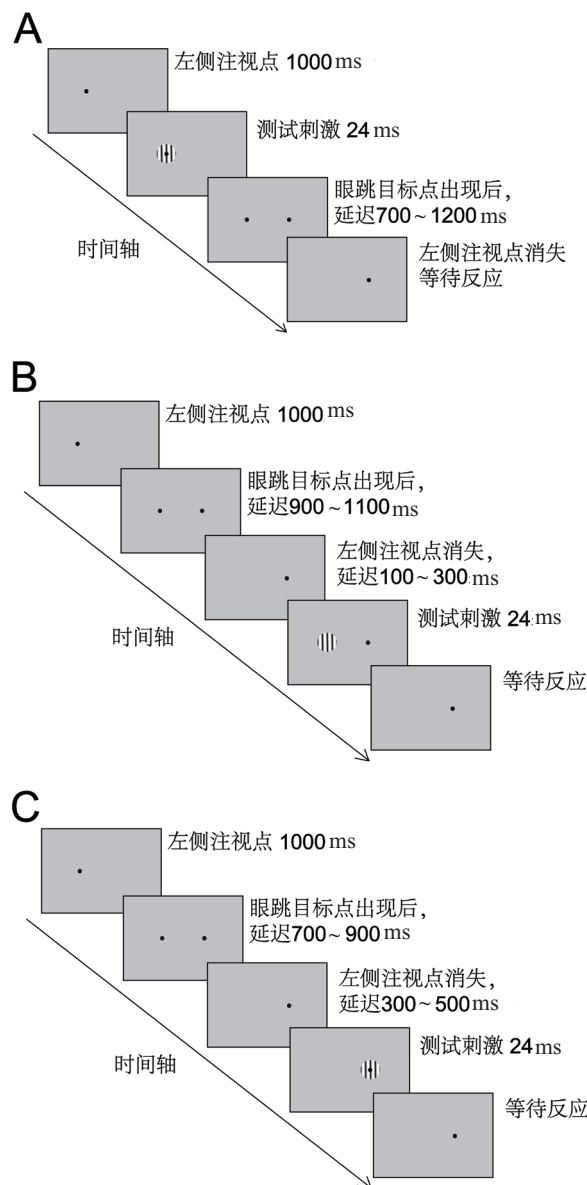 A
左侧注视点 1000 ms
测试刺激 24 ms
眼跳目标点出现后,
延迟700~1200 ms
左侧注视点消失
等待反应
时间轴
B
左侧注视点 1000 ms
眼跳目标点出现后,
延迟900~1100 ms
左侧注视点消失,
延迟100~300 ms
测试刺激 24 ms
时间轴
等待反应
C
左侧注视点 1000 ms
眼跳目标点出现后,
延迟700~900 ms
左侧注视点消失,
延迟300~500 ms
测试刺激 24 ms
时间轴
等待反应